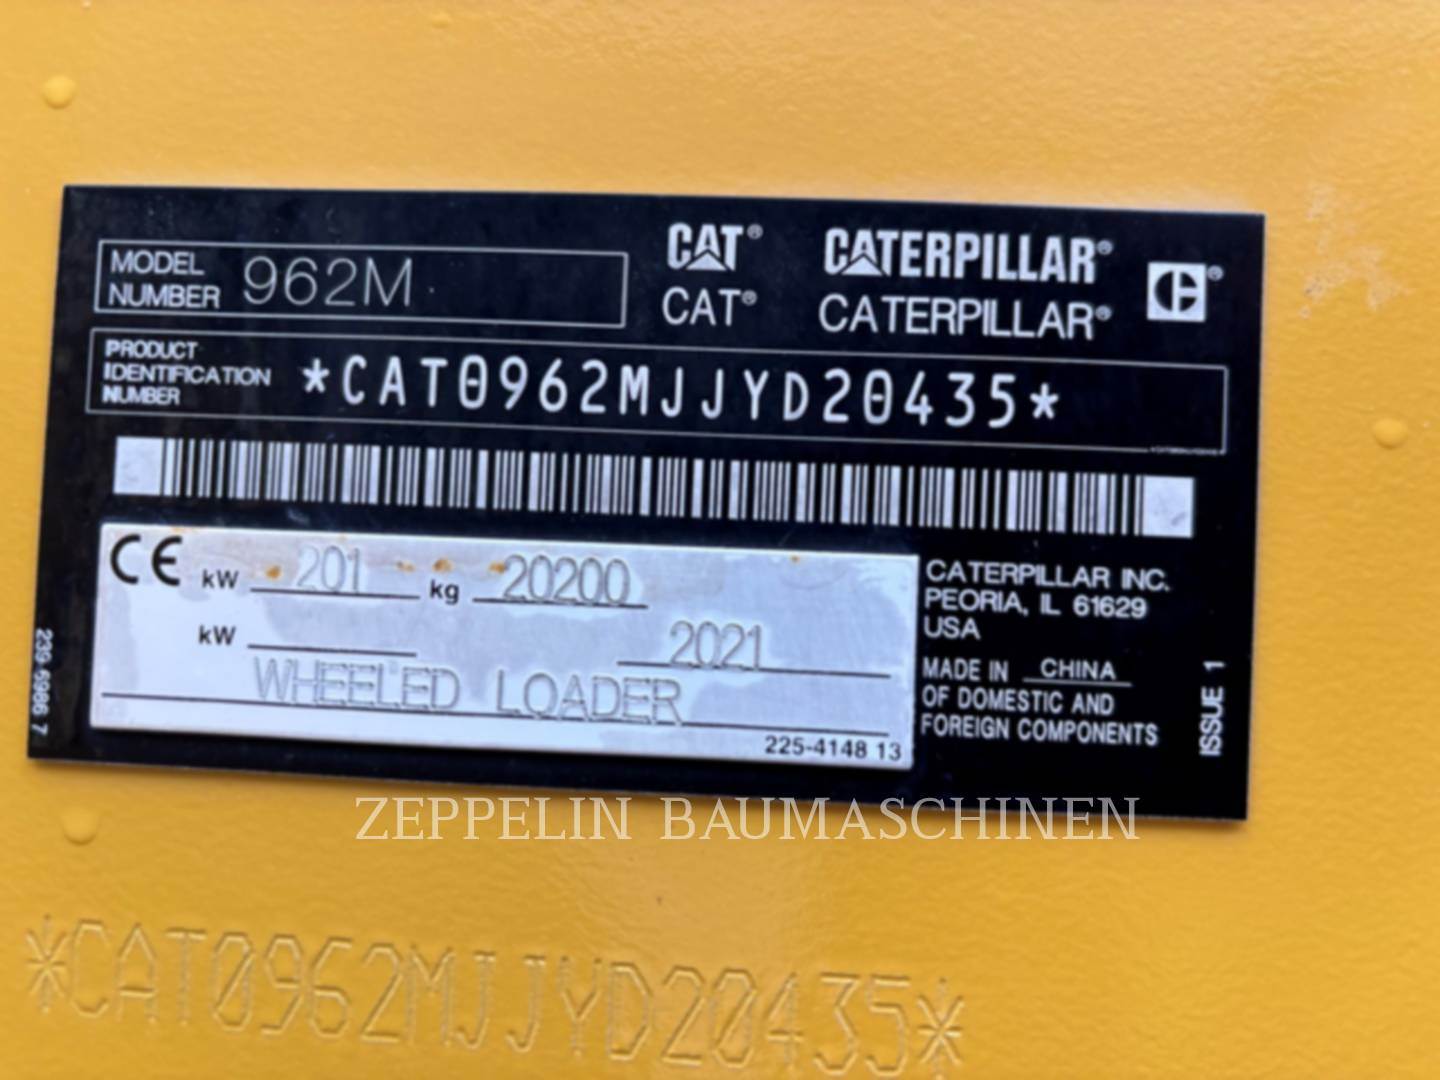 MODEL
NUMBER 962M
CAT® CATERPILLAR®
CAT® CATERPILLAR®
PRODUCT
IDENTIFICATION
NUMBER
*CAT0962MJJYD20435*
CE kW 201 kg 20200
kW 2021
WHEELED LOADER
225-4148 13
CATERPILLAR INC.
PEORIA, IL 61629
USA
MADE IN CHINA
OF DOMESTIC AND
FOREIGN COMPONENTS
ISSUE 1
239-5966 7
ZEPPELIN BAUMASCHINEN
*CAT0962MJJYD20435*